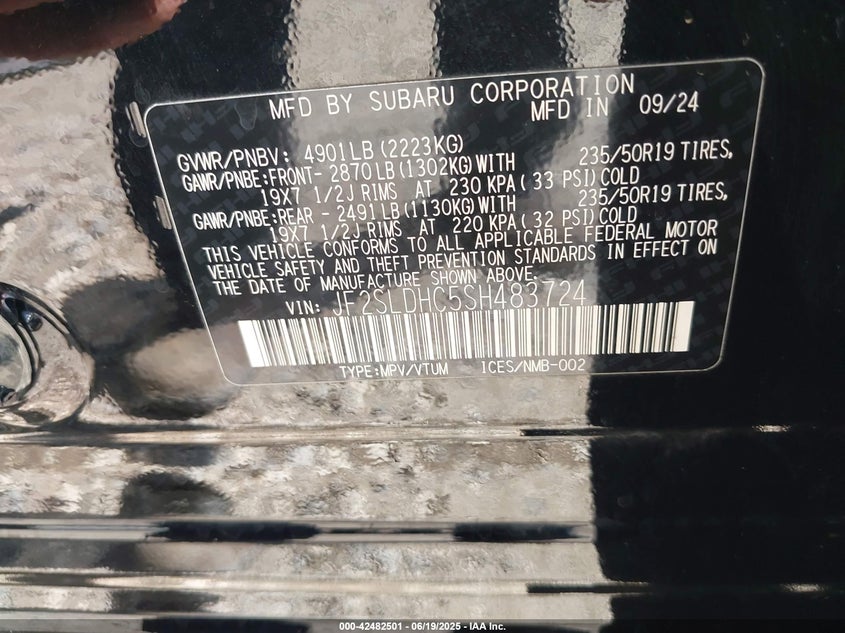 MFD BY SUBARU CORPORATION
MFD IN 09/24
GVWR/PNBV: 4901LB(2223KG)
GAWR/PNBE:FRONT- 2870LB(1302KG)WITH 235/50R19 TIRES,
19X7 1/2J RIMS AT 230 KPA(33 PSI)COLD
GAWR/PNBE:REAR - 2491LB(1130KG)WITH 235/50R19 TIRES,
19X7 1/2J RIMS AT 220 KPA(32 PSI)COLD
THIS VEHICLE CONFORMS TO ALL APPLICABLE FEDERAL MOTOR
VEHICLE SAFETY AND THEFT PREVENTION STANDARDS IN EFFECT ON
THE DATE OF MANUFACTURE SHOWN ABOVE.
VIN: JF2SLDHC5SH483724
TYPE:MPV/VTUM ICES/NMB-002
000-42482501 - 06/19/2025 - IAA Inc.